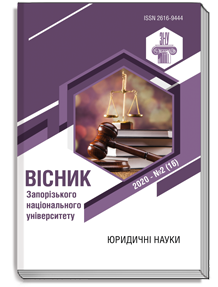 ISSN 2616-9444
ВІСНИК
Запорізького
національного
університету
2020 - №2 (16)
ЮРИДИЧНІ НАУКИ